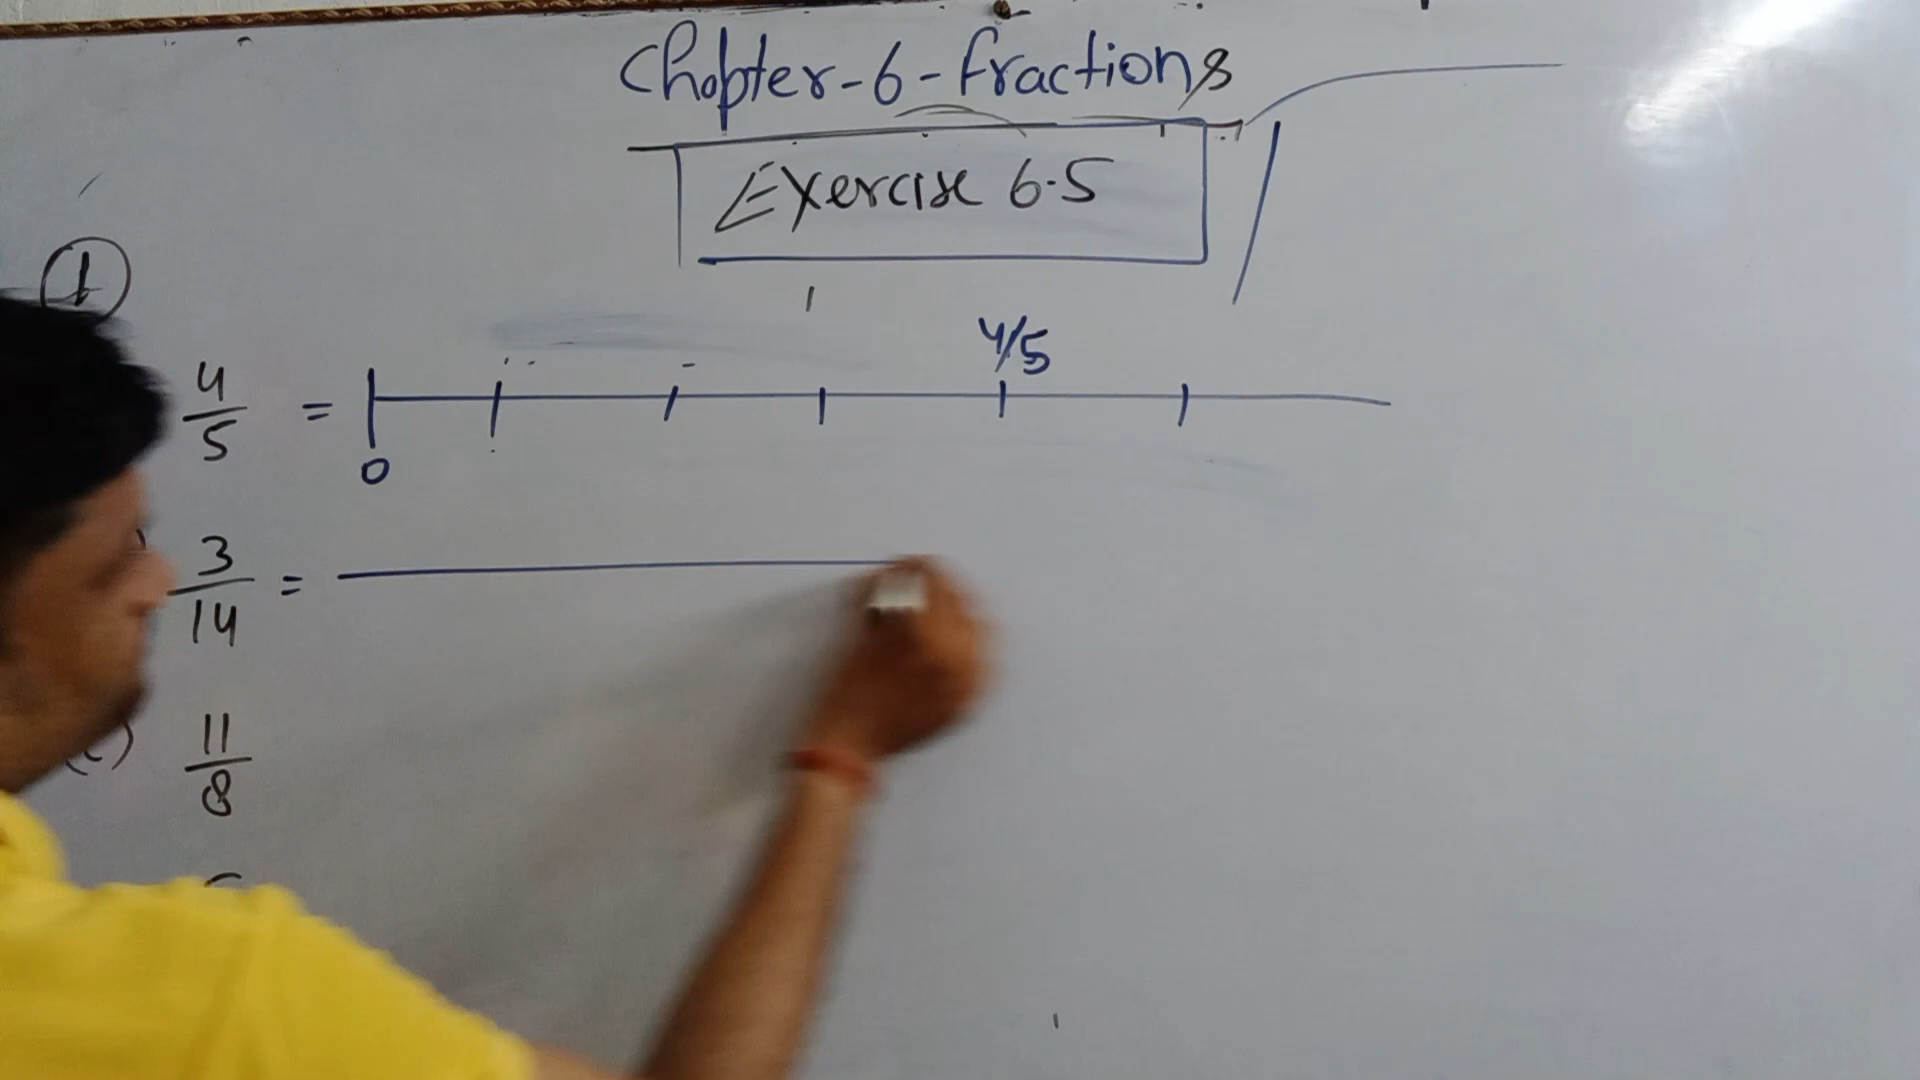 Chapter-6-fractions
Exercise 6.5
1
4/5
4/5 =
0
3/14 =
(c) 11/8